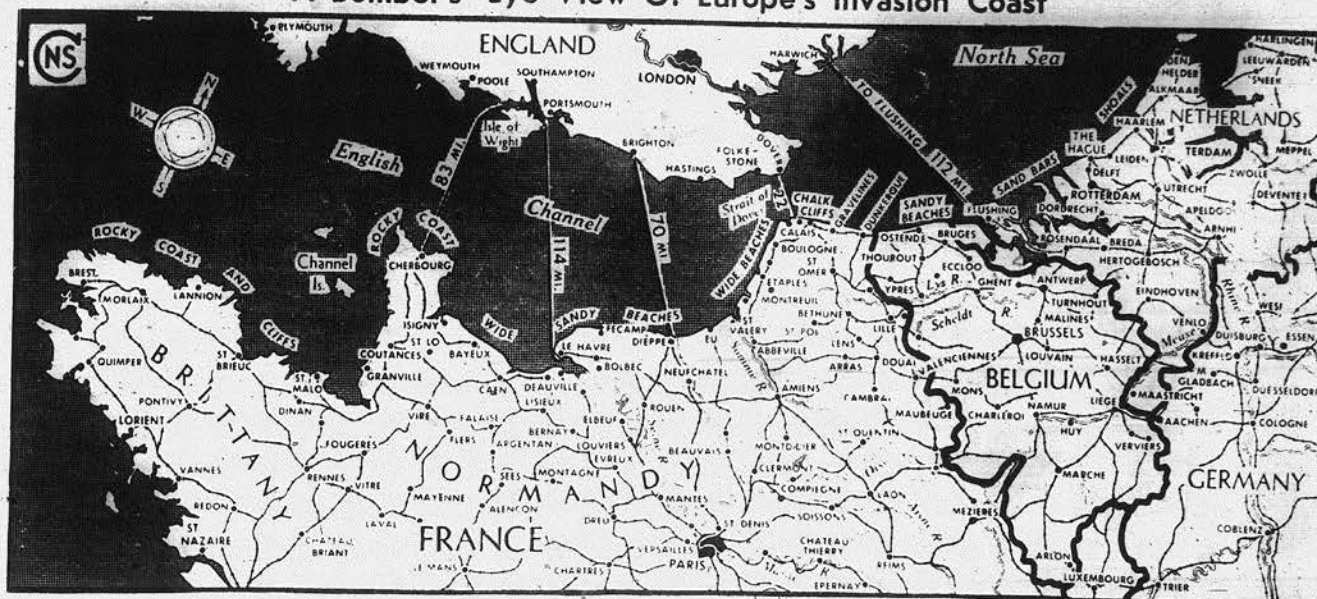 Bomber's Eye View Of Europe's Invasion Coast
CNS
N
W
E
S
ENGLAND
PLYMOUTH
WEYMOUTH
POOLE
SOUTHAMPTON
PORTSMOUTH
Isle of
Wight
LONDON
HARWICH
BRIGHTON
HASTINGS
FOLKE-
STONE
DOVER
North Sea
English
Channel
Strait of
Channel
Is.
83 MI.
114 MI.
70 MI
22
TO FLUSHING 112 MI.
ROCKY COAST AND CLIFFS
ROCKY COAST
WIDE SANDY BEACHES
WIDE BEACHES
CHALK
CLIFFS
GRAVELINES
DUNKERQUE
SANDY
BEACHES
SAND BARS
SHOALS
NETHERLANDS
HARLINGEN
LEEUWARDEN
SNEEK
DEN
HELDER
ALKMAAR
HAARLEM
TERDAM
MEPPEL
THE
HAGUE
LEIDEN
DELFT
ZWOLLE
UTRECHT
ROTTERDAM
DORDRECHT
FLUSHING
ROSENDAAL
BREDA
HERTOGEBOSCH
EINDHOVEN
VENLO
Meuse
Rhine R.
BELGIUM
OSTENDE
BRUGES
THOUROUT
ECCLOO
Lys R.
GHENT
ANTWERP
YPRES
Scheldt
R.
TURNHOUT
MALINES
BRUSSELS
LOUVAIN
HASSELT
MONS
CHARLEROI
NAMUR
HUY
LIEGE
MAASTRICHT
VERVIERS
MARCHE
ARLON
LUXEMBOURG
GERMANY
DUISBURG
ESSEN
KREFELD
M
GLADBACH
DUESSELDORF
AACHEN
COLOGNE
COBLENZ
TRIER
FRANCE
BRITTANY
NORMANDY
BREST
MORLAIX
LANNION
QUIMPER
ST
BRIEUC
ST
MALO
DINAN
PONTIVY
LORIENT
VANNES
REDON
ST
NAZAIRE
FOUGERES
RENNES
VITRE
LAVAL
CHATEAU
BRIANT
MAYENNE
CHERBOURG
ISIGNY
ST LO
COUTANCES
GRANVILLE
BAYEUX
CAEN
VIRE
FALAISE
FLERS
ARGENTAN
SÉES
ALENÇON
LE MANS
CHARTRES
DEAUVILLE
LISIEUX
BERNAY
MONTAGNE
LE HAVRE
FECAMP
BOLBEC
ELBEUF
LOUVIERS
EVREUX
ROUEN
DREU
MANTES
VERSAILLES
PARIS
ST DENIS
DIEPPE
NEUFCHATEL
EU
ST
VALERY
Somme R
ABBEVILLE
AMIENS
BEAUVAIS
CLERMONT
COMPIEGNE
SOISSONS
CHATEAU
THIERRY
EPERNAY
REIMS
LAON
MEZIERES
ST QUENTIN
CAMBRAI
MAUBEUGE
VALENCIENNES
DOUAI
ARRAS
LENS
ST POL
BETHUNE
LILLE
MONTREUIL
ETAPLES
ST
OMER
BOULOGNE
CALAIS